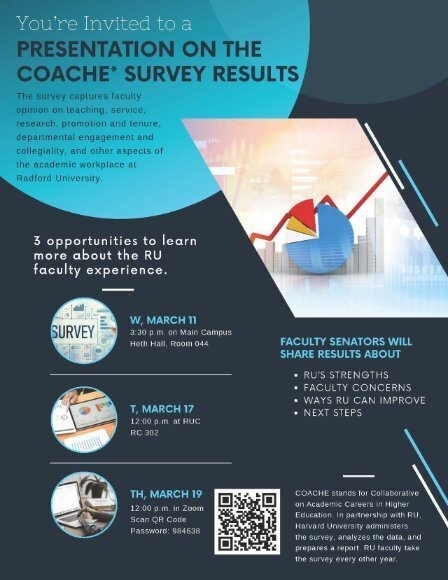 You're Invited to a
PRESENTATION ON THE
COACHE* SURVEY RESULTS
The survey captures faculty
opinion on teaching, service,
research, promotion and tenure,
departmental engagement and
collegiality, and other aspects of
the academic workplace at
Radford University.
3 opportunities to learn
more about the RU
faculty experience.
SURVEY
W, MARCH 11
3:30 p.m. on Main Campus
Heth Hall, Room 044
T, MARCH 17
12:00 p.m. at RUC
RC 302
TH, MARCH 19
12:00 p.m. in Zoom
Scan QR Code
Password: 984638
FACULTY SENATORS WILL
SHARE RESULTS ABOUT
• RU'S STRENGTHS
• FACULTY CONCERNS
• WAYS RU CAN IMPROVE
• NEXT STEPS
COACHE stands for Collaborative
on Academic Careers in Higher
Education. In partnership with RU,
Harvard University administers
the survey, analyzes the data, and
prepares a report. RU faculty take
the survey every other year.